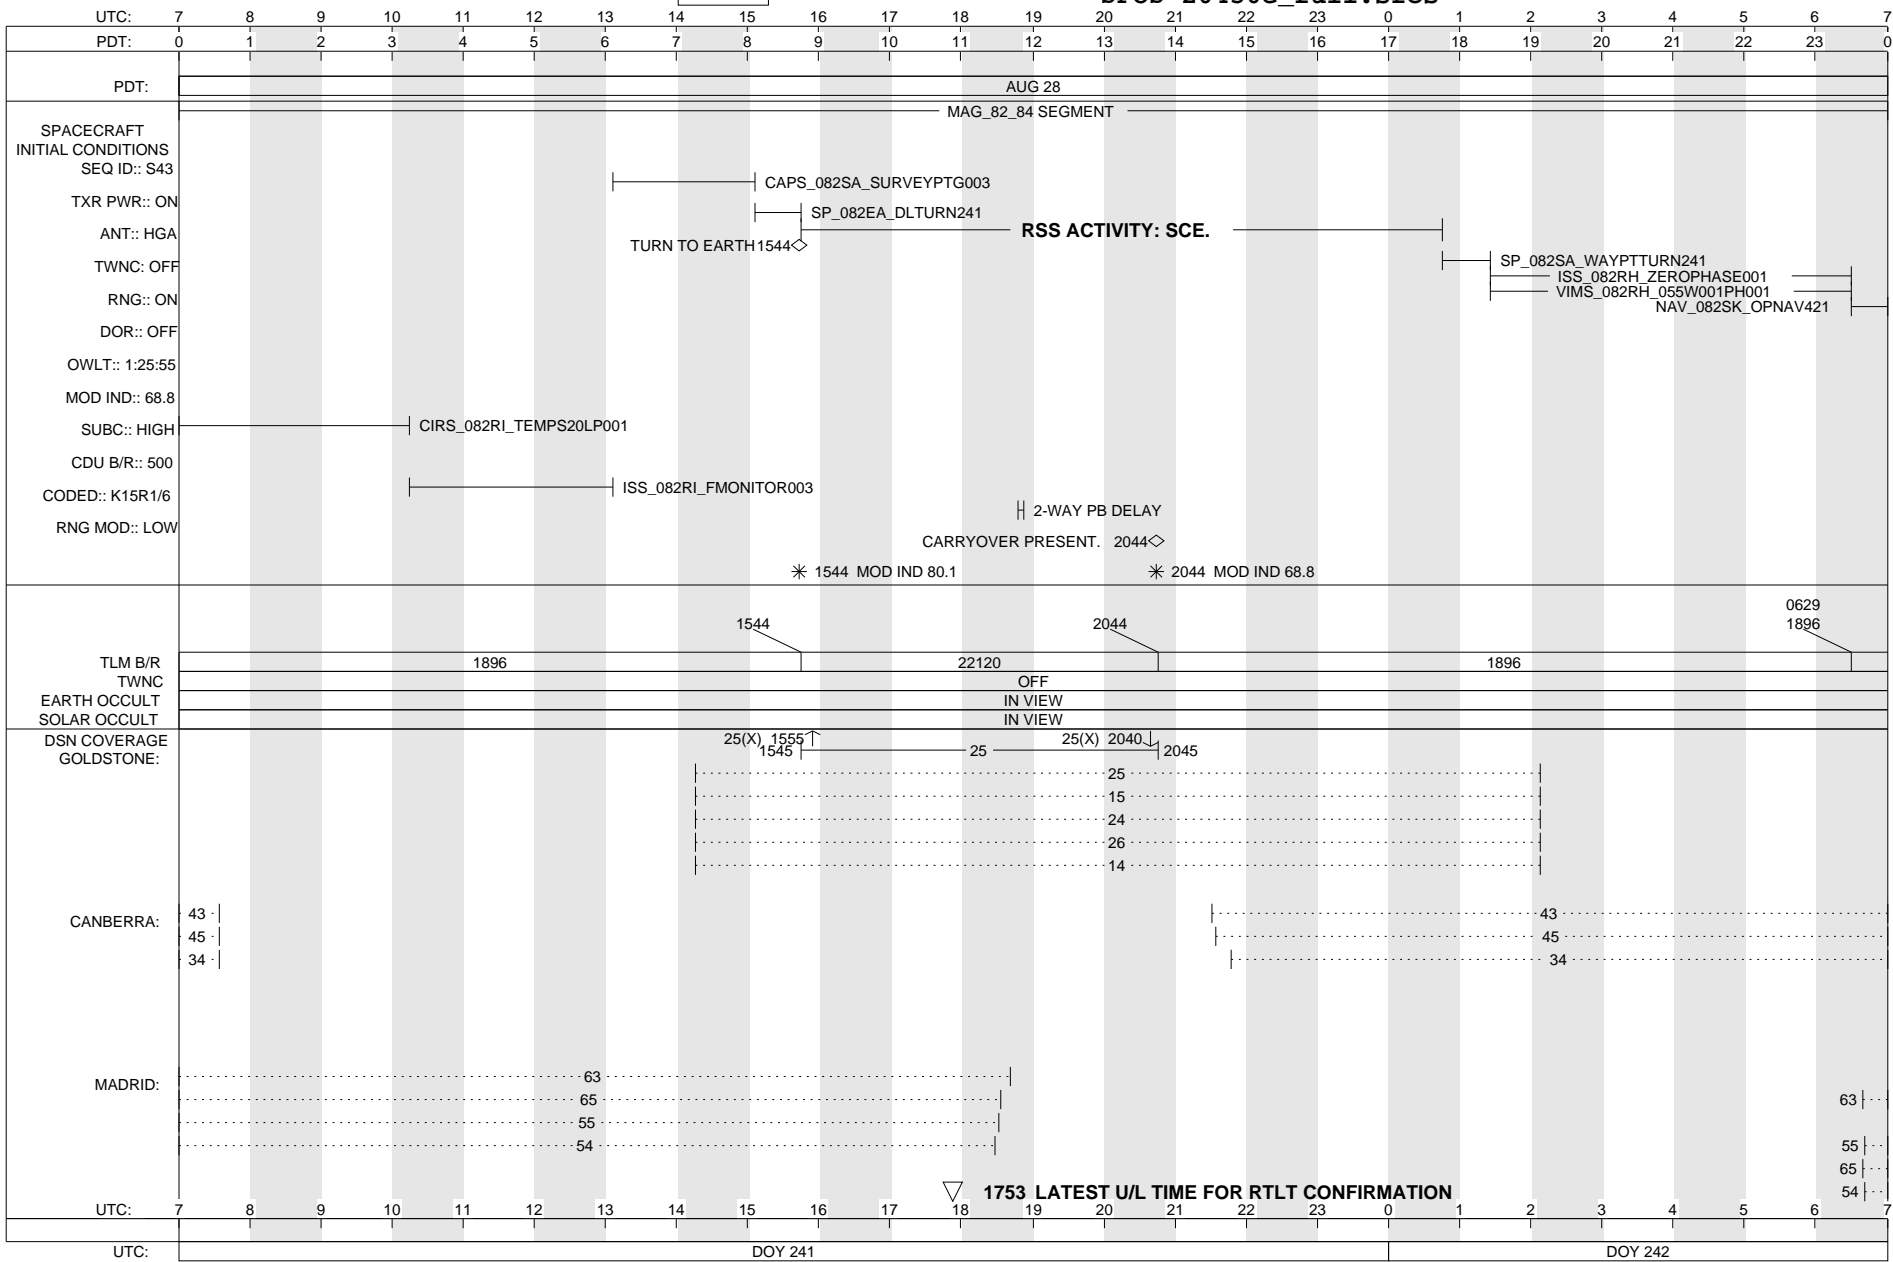 UTC: 7 8 9 10 11 12 13 14 15 16 17 18 19 20 21 22 23 0 1 2 3 4 5 6 7
PDT: 0 1 2 3 4 5 6 7 8 9 10 11 12 13 14 15 16 17 18 19 20 21 22 23 0
PDT: AUG 28
MAG_82_84 SEGMENT
SPACECRAFT
INITIAL CONDITIONS
SEQ ID:: S43
CAPS_082SA_SURVEYPTG003
TXR PWR:: ON
SP_082EA_DLTURN241
ANT:: HGA
RSS ACTIVITY: SCE.
TURN TO EARTH 1544
TWNC: OFF
SP_082SA_WAYPTTURN241
ISS_082RH_ZEROPHASE001
VIMS_082RH_055W001PH001
RNG:: ON
NAV_082SK_OPNAV421
DOR:: OFF
OWLT:: 1:25:55
MOD IND:: 68.8
SUBC:: HIGH
CIRS_082RI_TEMPS20LP001
CDU B/R:: 500
CODED:: K15R1/6
ISS_082RI_FMONITOR003
2-WAY PB DELAY
RNG MOD:: LOW
CARRYOVER PRESENT. 2044
1544 MOD IND 80.1
2044 MOD IND 68.8
0629
1544 2044 1896
TLM B/R 1896 22120 1896
TWNC OFF
EARTH OCCULT IN VIEW
SOLAR OCCULT IN VIEW
DSN COVERAGE
25(X) 1555 25(X) 2040
GOLDSTONE: 1545 25 2045
25
15
24
26
14
CANBERRA: 43 43
45 45
34 34
MADRID: 63
65 63
55
54 55
65
54
1753 LATEST U/L TIME FOR RTLT CONFIRMATION
UTC: 7 8 9 10 11 12 13 14 15 16 17 18 19 20 21 22 23 0 1 2 3 4 5 6 7
UTC: DOY 241 DOY 242